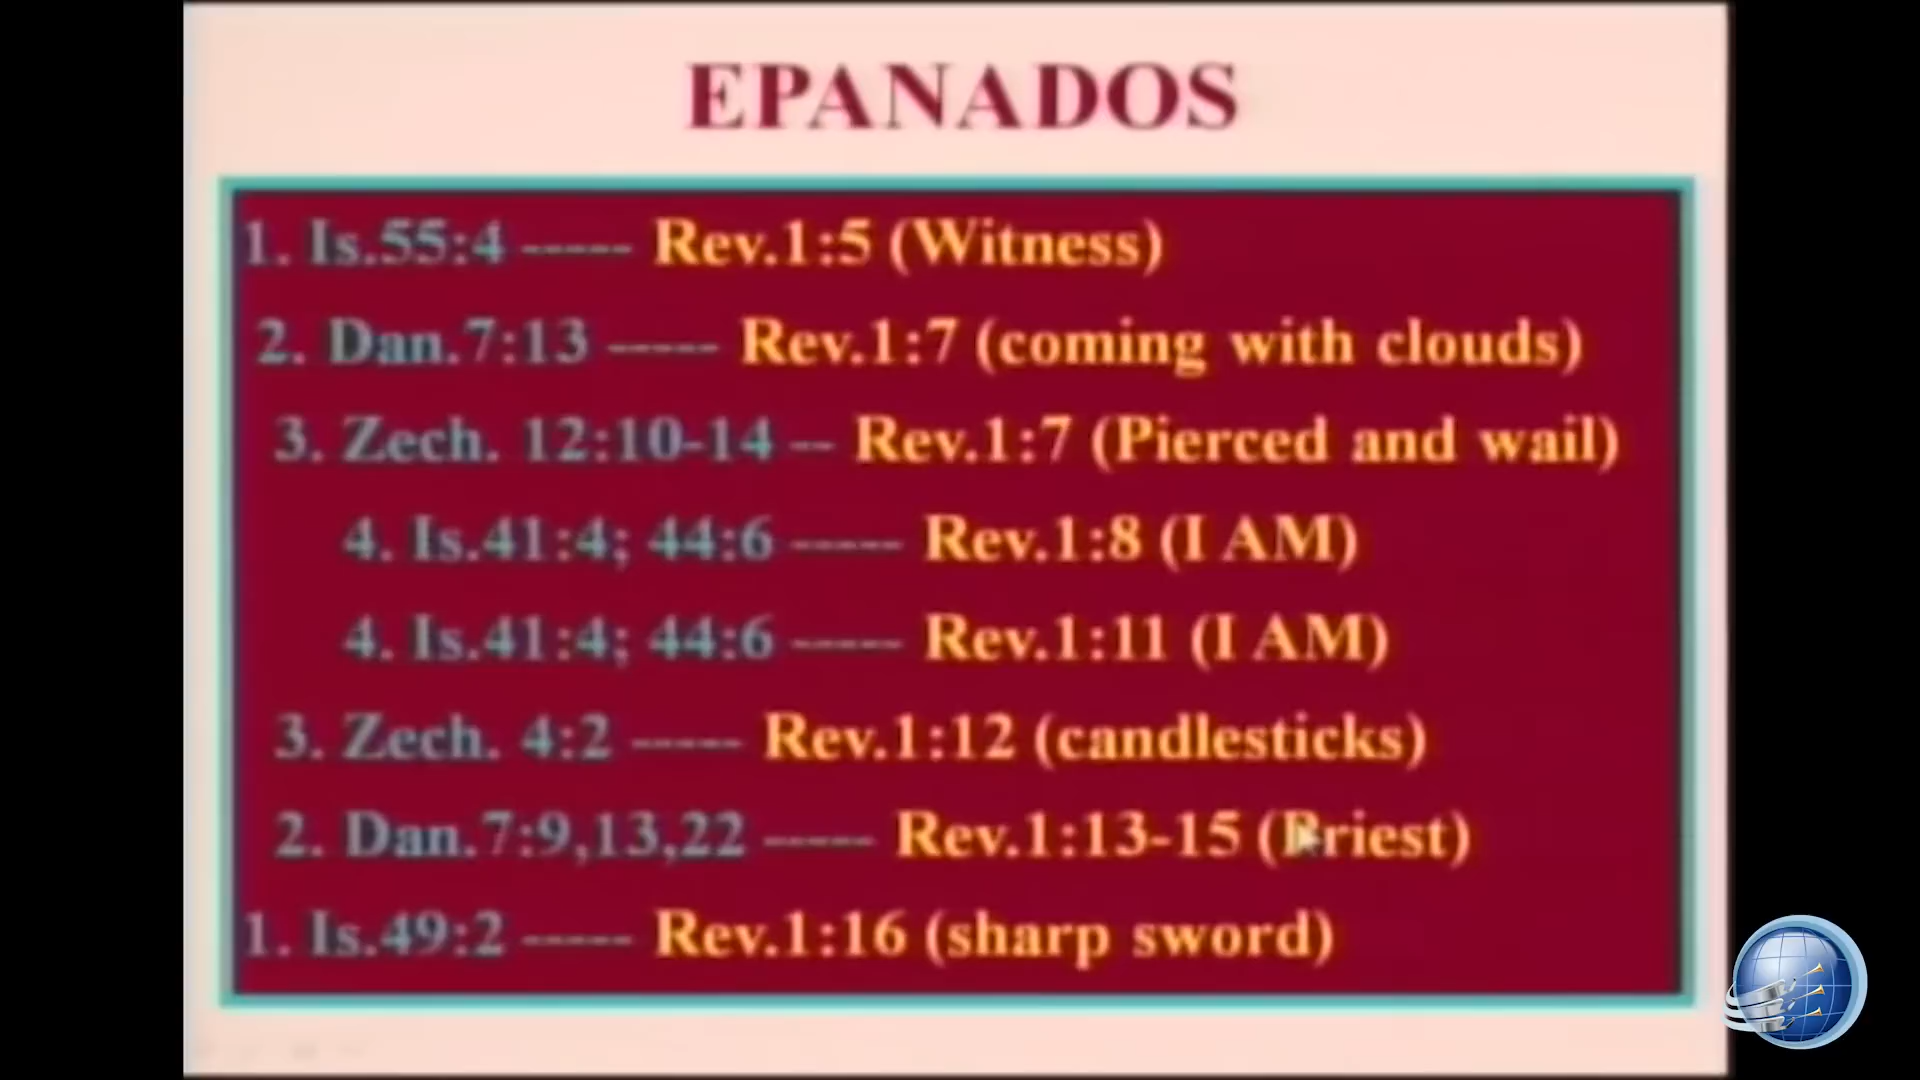 EPANADOS
1. Is.55:4 ----- Rev.1:5 (Witness)
2. Dan.7:13 ----- Rev.1:7 (coming with clouds)
3. Zech. 12:10-14 -- Rev.1:7 (Pierced and wail)
4. Is.41:4; 44:6 ----- Rev.1:8 (I AM)
4. Is.41:4; 44:6 ----- Rev.1:11 (I AM)
3. Zech. 4:2 ----- Rev.1:12 (candlesticks)
2. Dan.7:9,13,22 ----- Rev.1:13-15 (Priest)
1. Is.49:2 ----- Rev.1:16 (sharp sword)